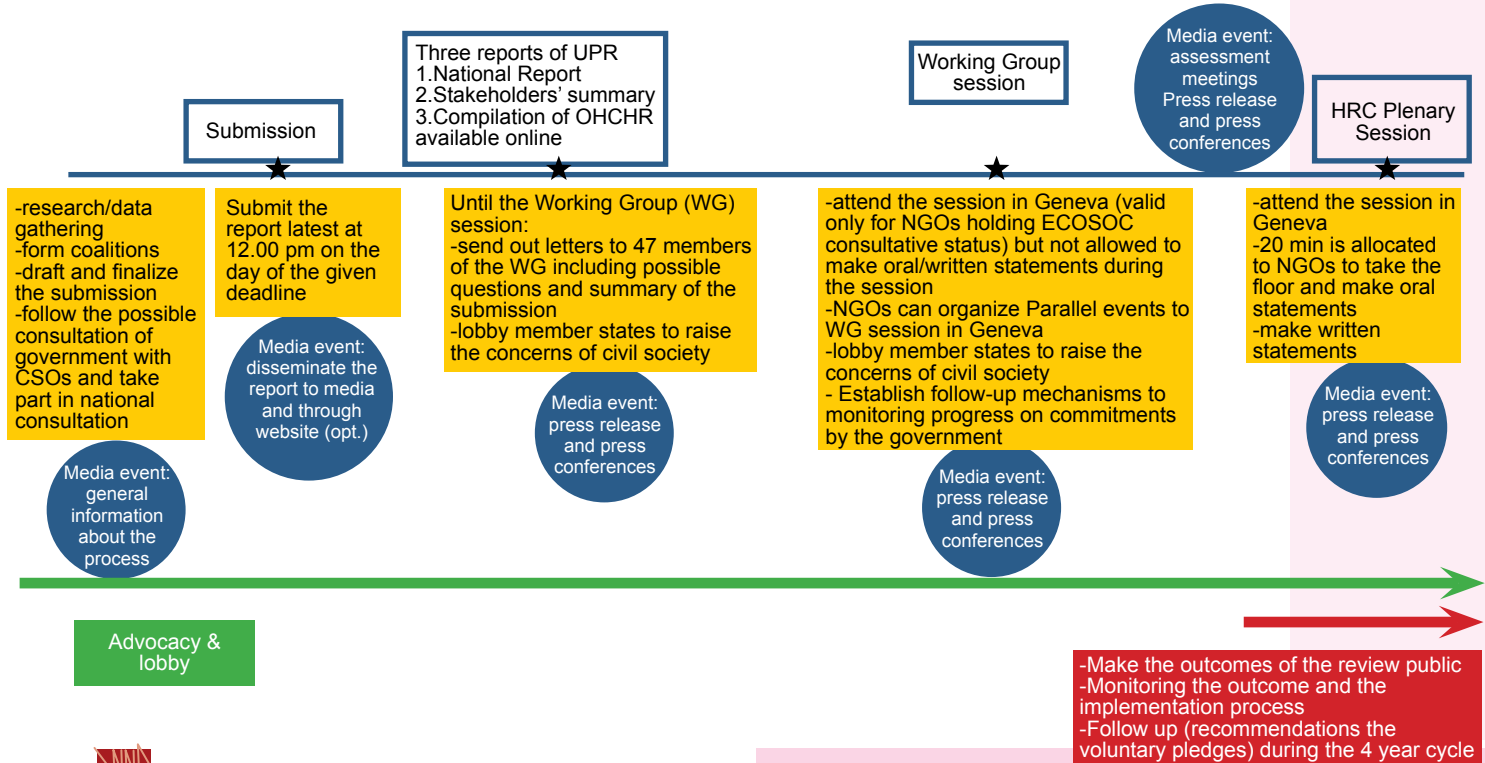 Submission
Three reports of UPR
1.National Report
2.Stakeholders' summary
3.Compilation of OHCHR
available online
Working Group
session
Media event:
assessment
meetings
Press release
and press
conferences
HRC Plenary
Session
-research/data
gathering
-form coalitions
-draft and finalize
the submission
-follow the possible
consultation of
government with
CSOs and take
part in national
consultation
Submit the
report latest at
12.00 pm on the
day of the given
deadline
Until the Working Group (WG)
session:
-send out letters to 47 members
of the WG including possible
questions and summary of the
submission
-lobby member states to raise
the concerns of civil society
-attend the session in Geneva (valid
only for NGOs holding ECOSOC
consultative status) but not allowed to
make oral/written statements during
the session
-NGOs can organize Parallel events to
WG session in Geneva
-lobby member states to raise the
concerns of civil society
- Establish follow-up mechanisms to
monitoring progress on commitments
by the government
-attend the session in
Geneva
-20 min is allocated
to NGOs to take the
floor and make oral
statements
-make written
statements
Media event:
general
information
about the
process
Media event:
disseminate the
report to media
and through
website (opt.)
Media event:
press release
and press
conferences
Media event:
press release
and press
conferences
Media event:
press release
and press
conferences
Advocacy &
lobby
-Make the outcomes of the review public
-Monitoring the outcome and the
implementation process
-Follow up (recommendations the
voluntary pledges) during the 4 year cycle